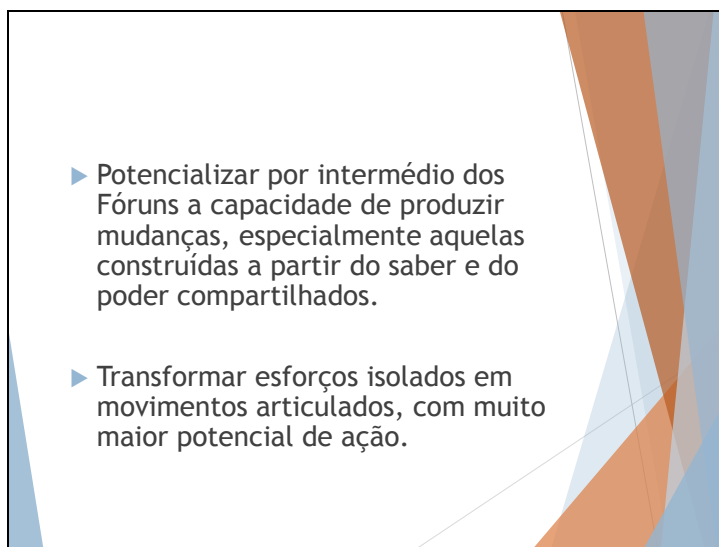 Potencializar por intermédio dos
Fóruns a capacidade de produzir
mudanças, especialmente aquelas
construídas a partir do saber e do
poder compartilhados.
Transformar esforços isolados em
movimentos articulados, com muito
maior potencial de ação.